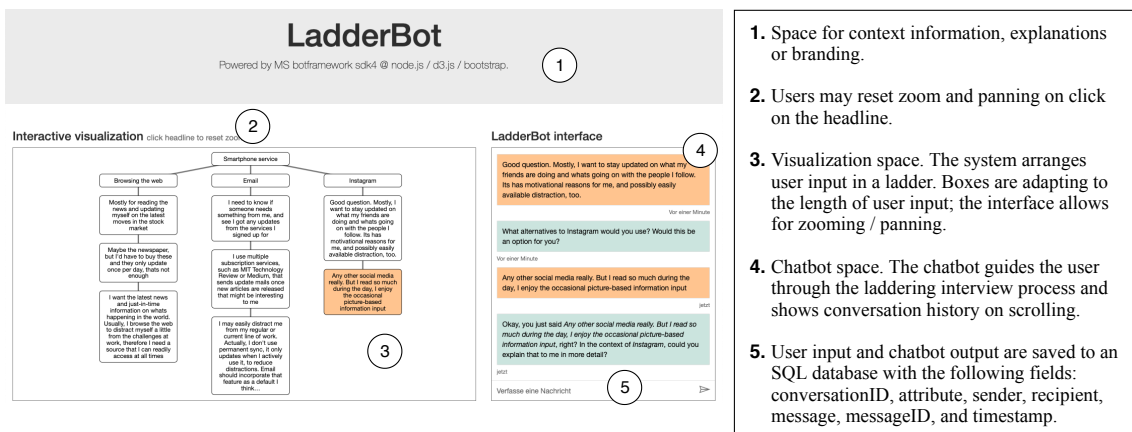 LadderBot
Powered by MS botframework sdk4 @ node.js / d3.js / bootstrap.
1
Interactive visualization click headline to reset zoo
2
Smartphone service
Browsing the web
Mostly for reading the
news and updating
myself on the latest
moves in the stock
market
Maybe the newspaper,
but I'd have to buy these
and they only update
once per day, thats not
enough
I want the latest news
and just-in-time
information on whats
happening in the world.
Usually, I browse the web
to distract myself a little
from the challenges at
work, therefore I need a
source that I can readily
access at all times
Email
I need to know if
someone needs
something from me, and
see I got any updates
from the services I
signed up for
I use multiple
subscription services,
such as MIT Technology
Review or Medium, that
sends update mails once
new articles are released
that might be interesting
to me
I may easily distract me
from my regular or
current line of work.
Actually, I don't use
permanent sync, it only
updates when I actively
use it, to reduce
distractions. Email
should incorporate that
feature as a default I
think...
Instagram
Good question. Mostly, I
want to stay updated on
what my friends are
doing and whats going
on with the people I
follow. Its has
motivational reasons for
me, and possibly easily
available distraction, too.
Any other social media
really. But I read so much
during the day, I enjoy
the occasional
picture-based
information input
3
LadderBot interface
4
Good question. Mostly, I want to stay updated on what my
friends are doing and whats going on with the people I follow.
Its has motivational reasons for me, and possibly easily
available distraction, too.
Vor einer Minute
What alternatives to Instagram would you use? Would this be
an option for you?
Vor einer Minute
Any other social media really. But I read so much during the
day, I enjoy the occasional picture-based information input
jetzt
Okay, you just said Any other social media really. But I read so
much during the day, I enjoy the occasional picture-based
information input, right? In the context of Instagram, could you
explain that to me in more detail?
jetzt
Verfasse eine Nachricht
5
1. Space for context information, explanations
or branding.
2. Users may reset zoom and panning on click
on the headline.
3. Visualization space. The system arranges
user input in a ladder. Boxes are adapting to
the length of user input; the interface allows
for zooming / panning.
4. Chatbot space. The chatbot guides the user
through the laddering interview process and
shows conversation history on scrolling.
5. User input and chatbot output are saved to an
SQL database with the following fields:
conversationID, attribute, sender, recipient,
message, messageID, and timestamp.